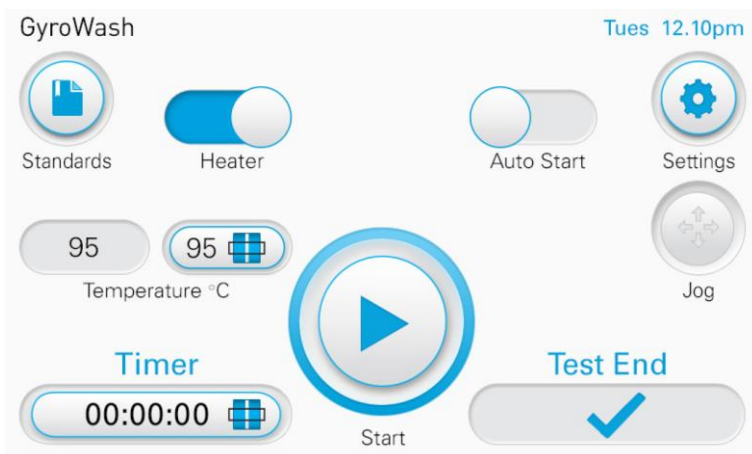 GyroWash Tues 12.10pm
Standards Heater Auto Start Settings
95 95
Temperature °C Jog
Timer Test End
00:00:00
Start